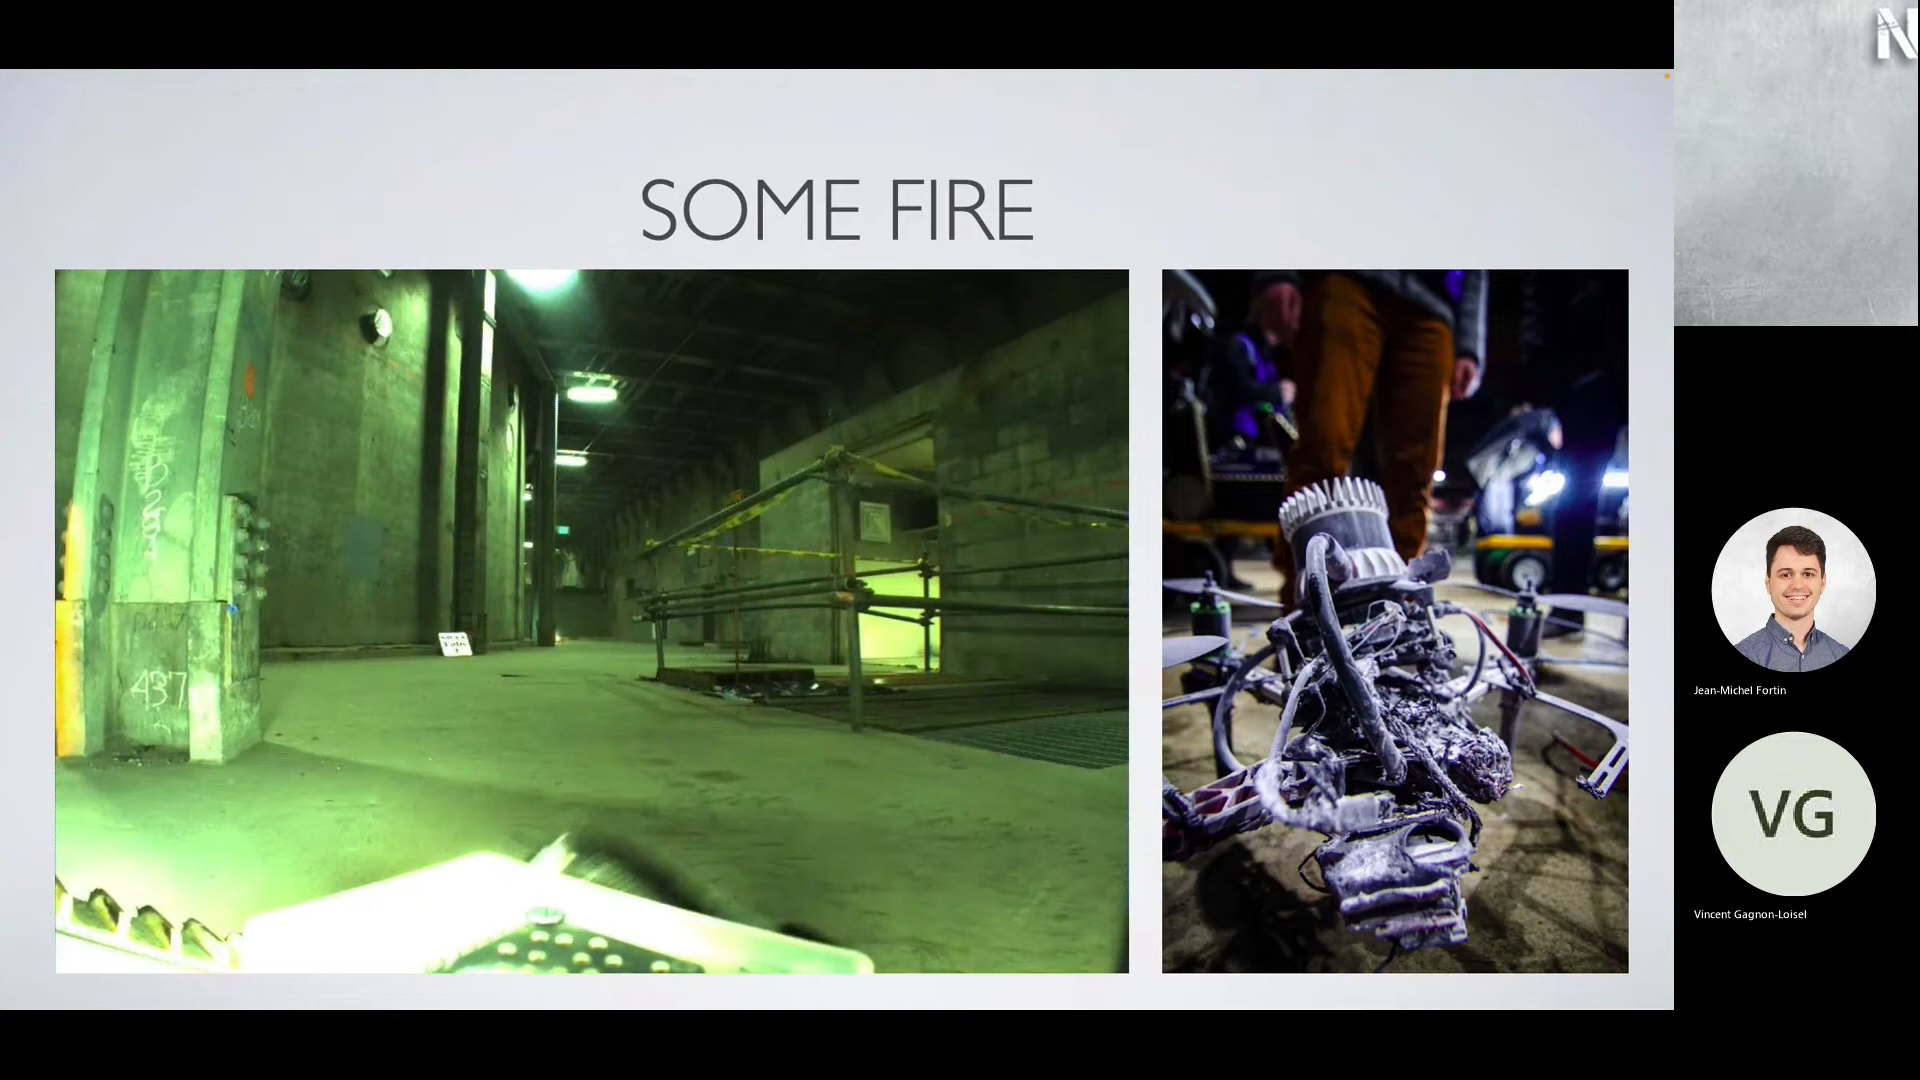 N
SOME FIRE
437
Jean-Michel Fortin
VG
Vincent Gagnon-Loisel